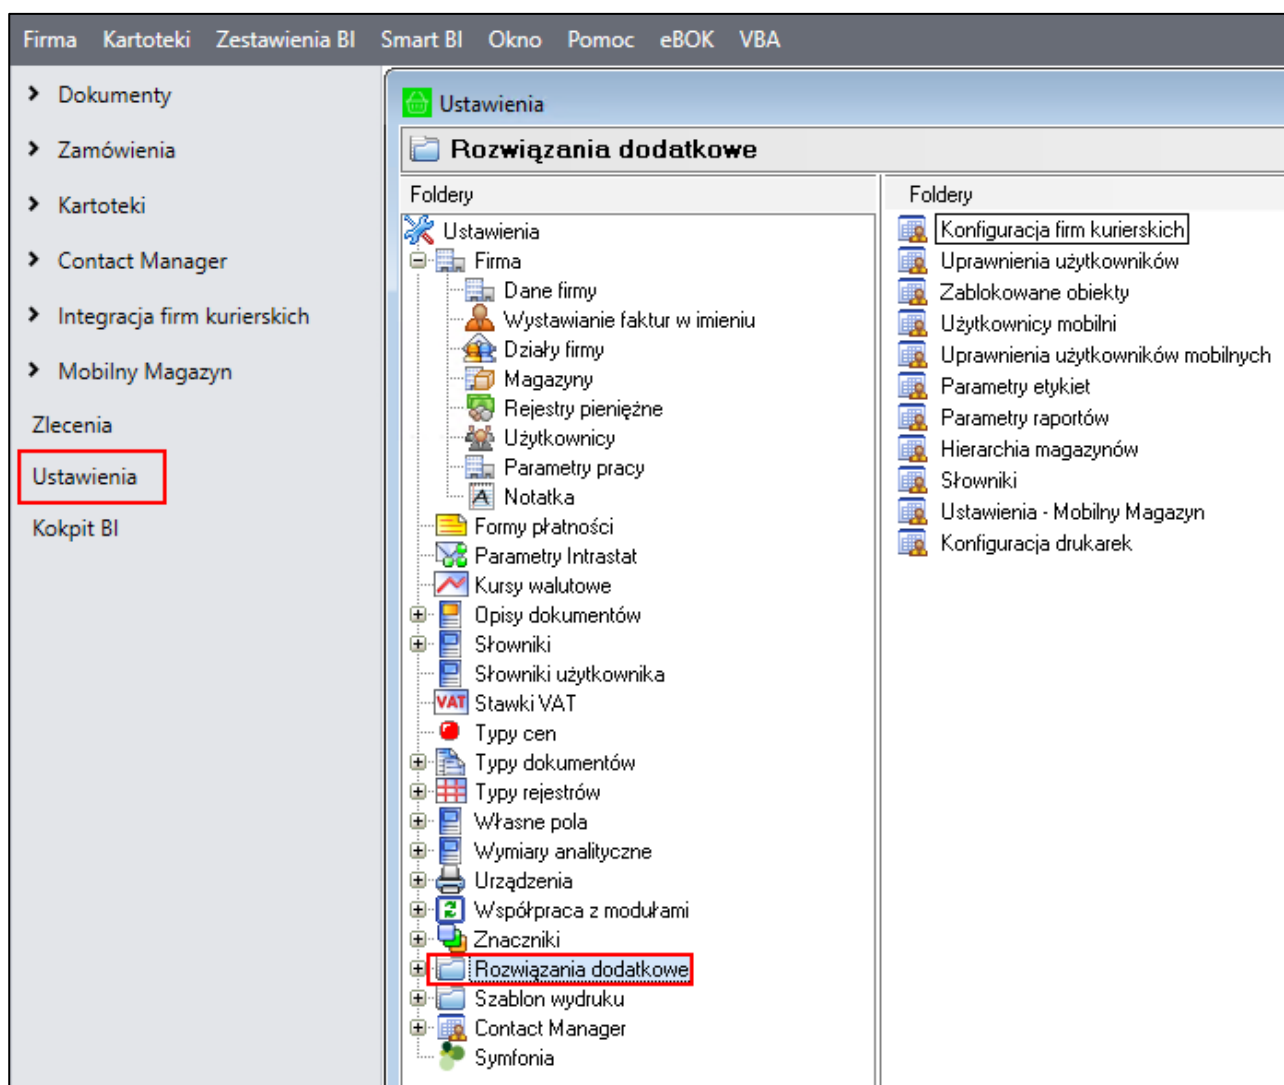 Firma Kartoteki Zestawienia BI Smart BI Okno Pomoc eBOK VBA
Dokumenty
Zamówienia
Kartoteki
Contact Manager
Integracja firm kurierskich
Mobilny Magazyn
Zlecenia
Ustawienia
Kokpit BI
Ustawienia
Rozwiązania dodatkowe
Foldery
Ustawienia
Firma
Dane firmy
Wystawianie faktur w imieniu
Działy firmy
Magazyny
Rejestry pieniężne
Użytkownicy
Parametry pracy
A Notatka
Formy płatności
Parametry Intrastat
Kursy walutowe
Opisy dokumentów
Słowniki
Słowniki użytkownika
VAT Stawki VAT
Typy cen
Typy dokumentów
Typy rejestrów
Własne pola
Wymiary analityczne
Urządzenia
Współpraca z modułami
Znaczniki
Rozwiązania dodatkowe
Szablon wydruku
Contact Manager
Symfonia
Foldery
Konfiguracja firm kurierskich
Uprawnienia użytkowników
Zablokowane obiekty
Użytkownicy mobilni
Uprawnienia użytkowników mobilnych
Parametry etykiet
Parametry raportów
Hierarchia magazynów
Słowniki
Ustawienia - Mobilny Magazyn
Konfiguracja drukarek